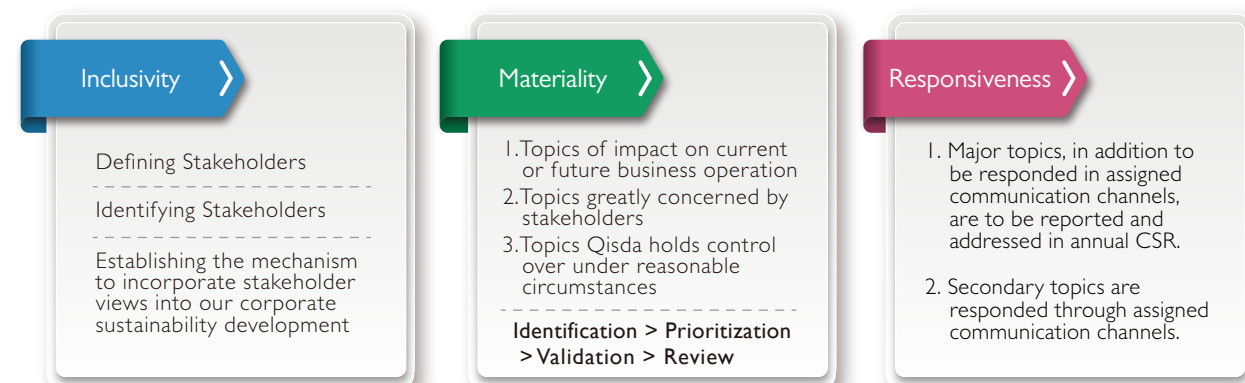 Inclusivity
Defining Stakeholders
Identifying Stakeholders
Establishing the mechanism
to incorporate stakeholder
views into our corporate
sustainability development
Materiality
1.Topics of impact on current
or future business operation
2.Topics greatly concerned by
stakeholders
3.Topics Qisda holds control
over under reasonable
circumstances
Identification > Prioritization
> Validation > Review
Responsiveness
1. Major topics, in addition to
be responded in assigned
communication channels,
are to be reported and
addressed in annual CSR.
2. Secondary topics are
responded through assigned
communication channels.